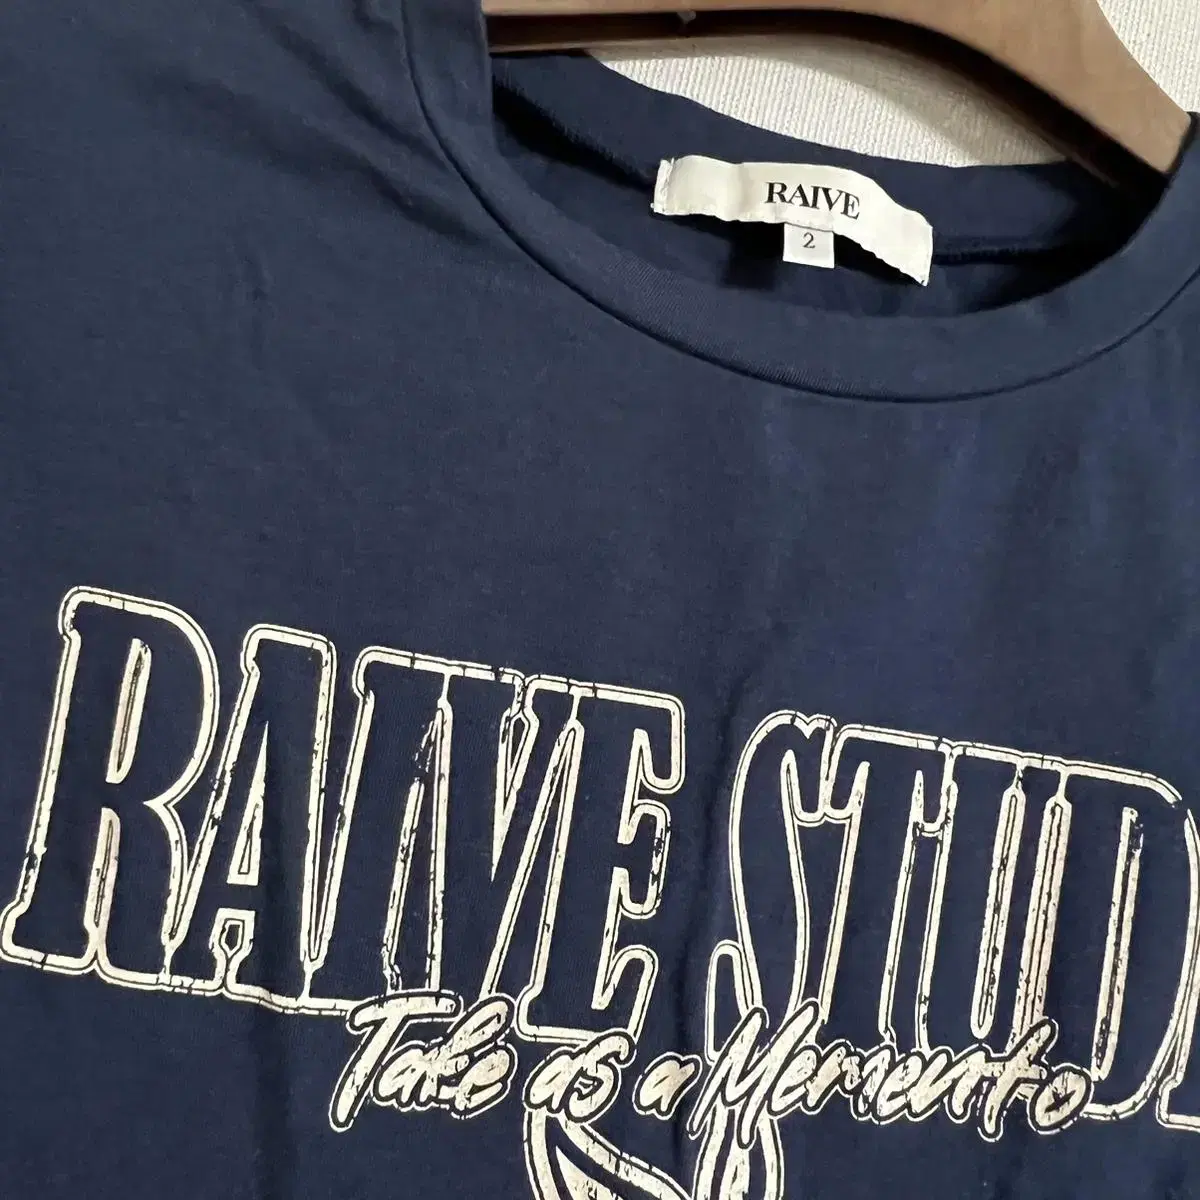 RAIVE
2
RAIVE STUD
Take as a Memento